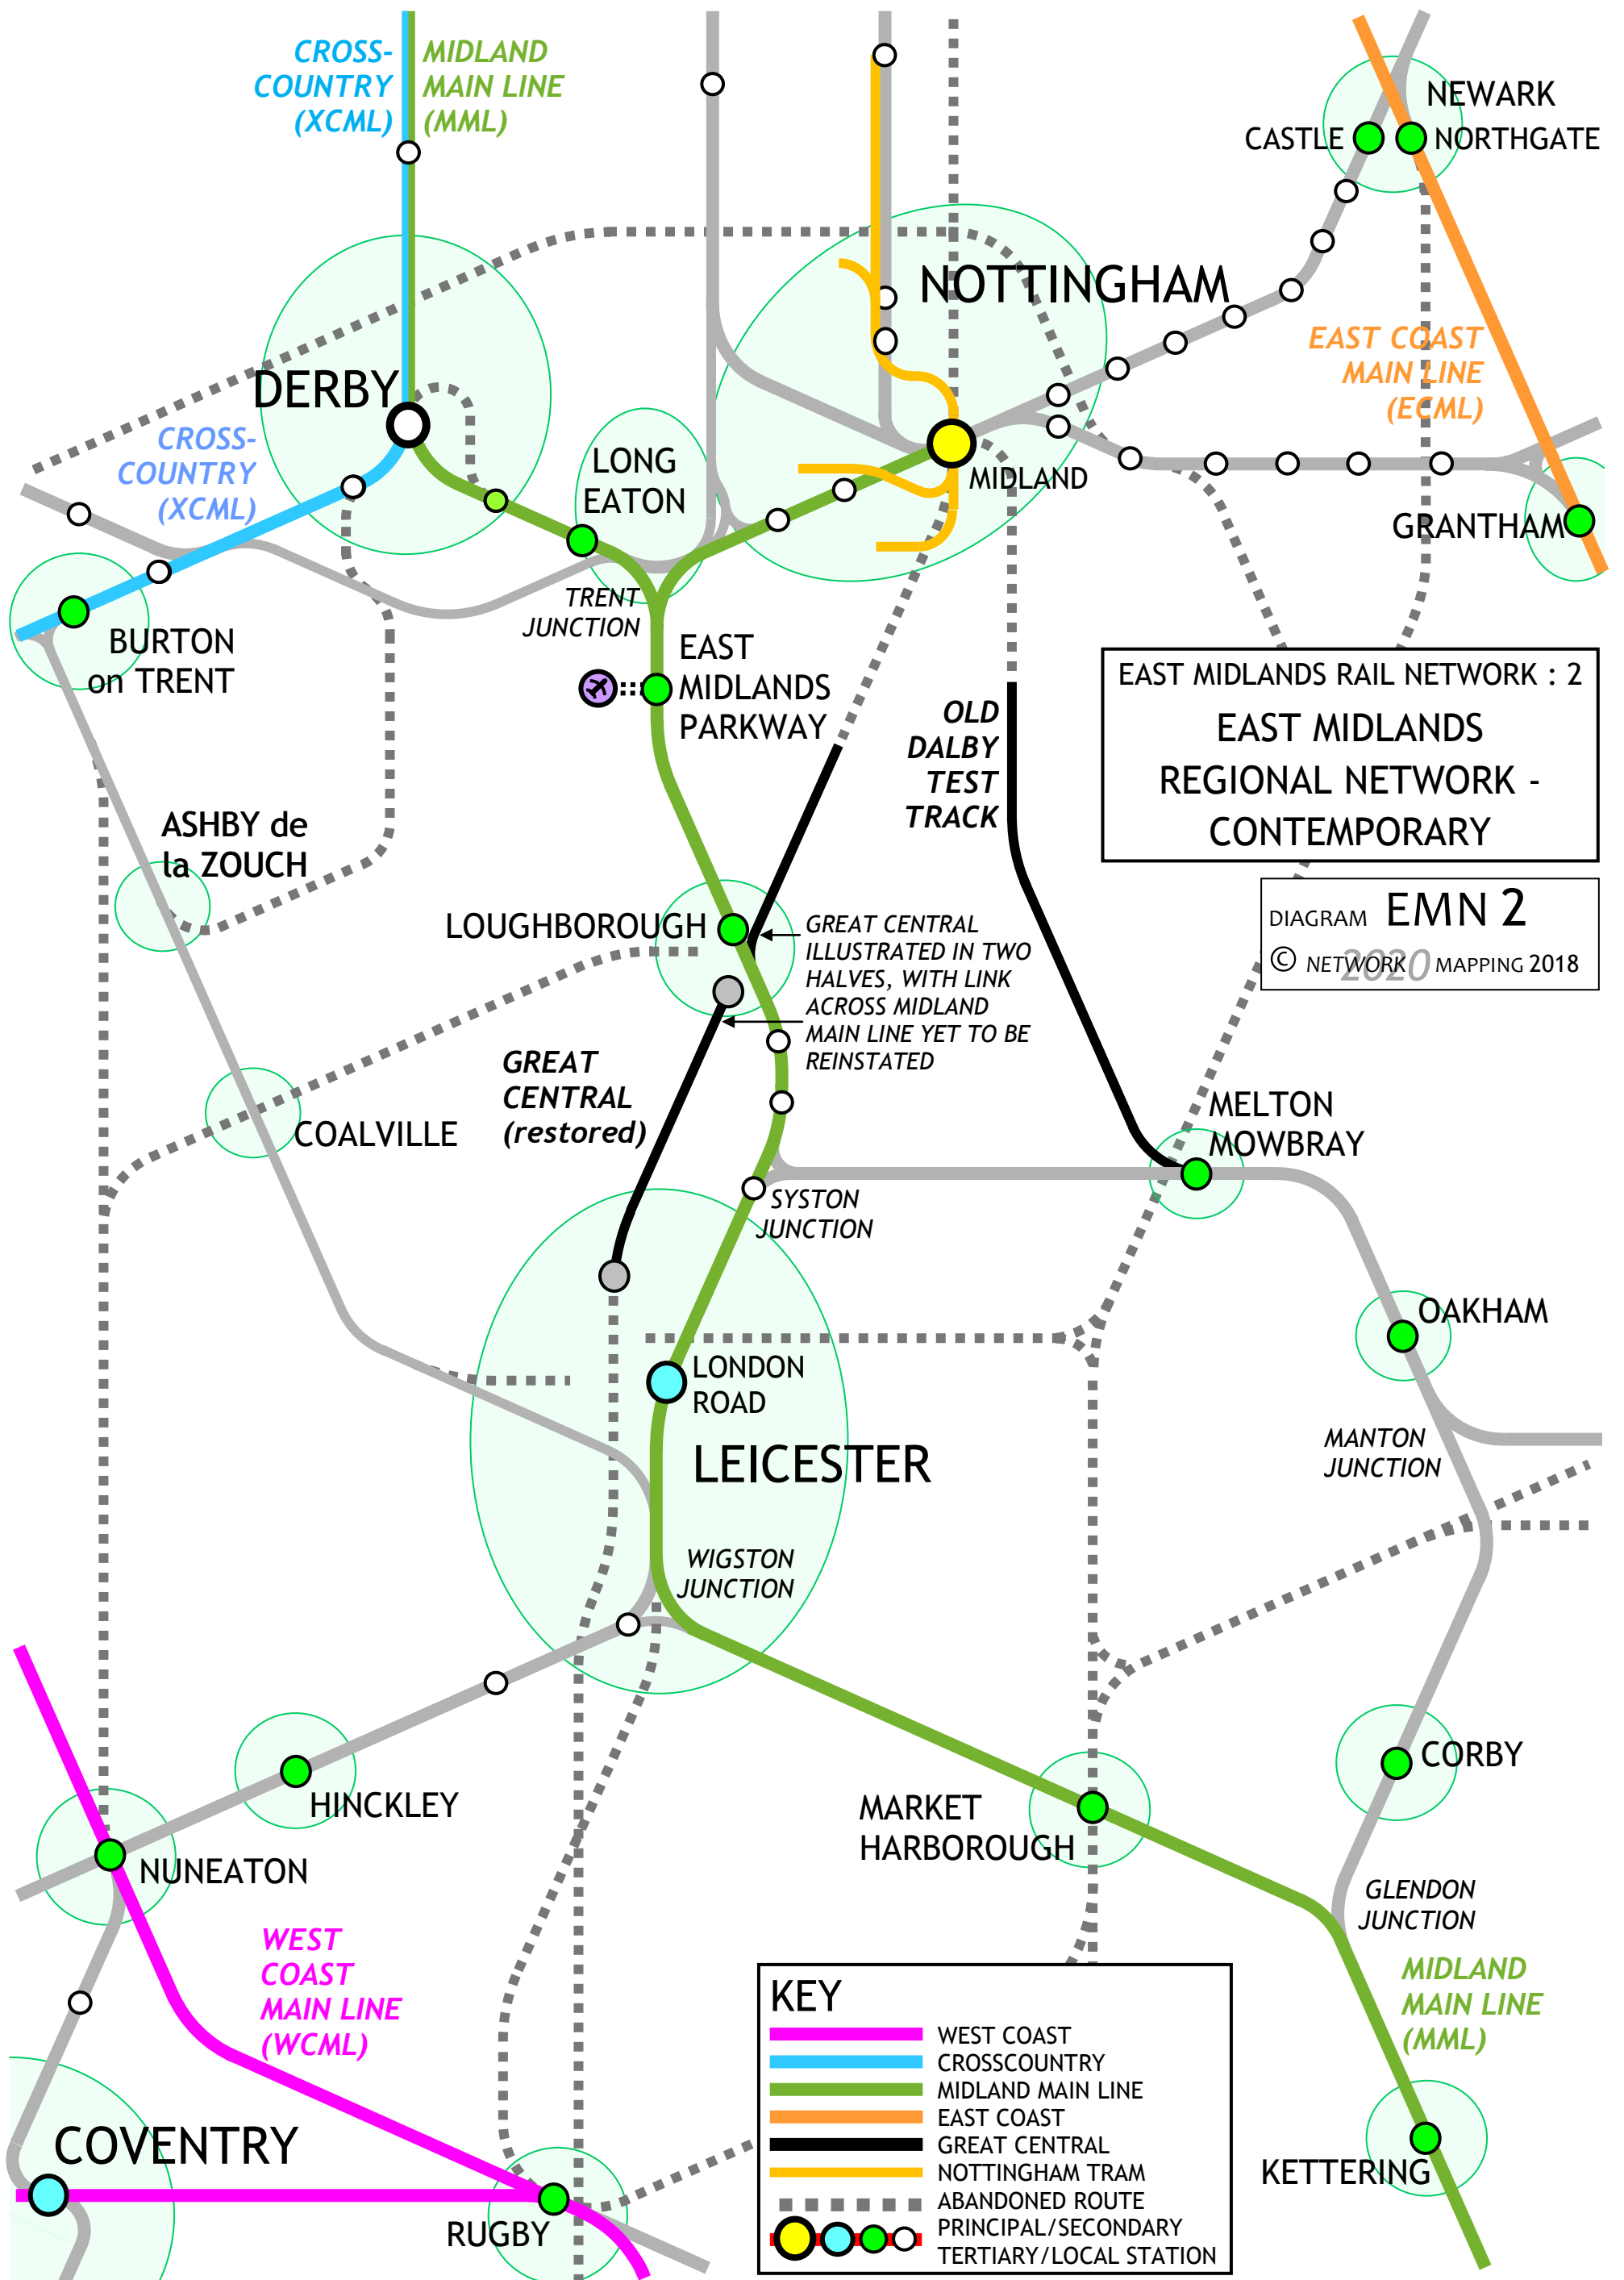 CROSS-
COUNTRY
(XCML)
MIDLAND
MAIN LINE
(MML)
NEWARK
CASTLE
NORTHGATE
NOTTINGHAM
EAST COAST
MAIN LINE
(ECML)
DERBY
CROSS-
COUNTRY
(XCML)
LONG
EATON
MIDLAND
GRANTHAM
TRENT
JUNCTION
BURTON
on TRENT
EAST
MIDLANDS
PARKWAY
EAST MIDLANDS RAIL NETWORK : 2
EAST MIDLANDS
REGIONAL NETWORK -
CONTEMPORARY
OLD
DALBY
TEST
TRACK
ASHBY de
la ZOUCH
DIAGRAM EMN 2
© NETWORK 2020 MAPPING 2018
LOUGHBOROUGH
GREAT CENTRAL
ILLUSTRATED IN TWO
HALVES, WITH LINK
ACROSS MIDLAND
MAIN LINE YET TO BE
REINSTATED
GREAT
CENTRAL
(restored)
COALVILLE
MELTON
MOWBRAY
SYSTON
JUNCTION
OAKHAM
LONDON
ROAD
LEICESTER
MANTON
JUNCTION
WIGSTON
JUNCTION
CORBY
HINCKLEY
MARKET
HARBOROUGH
NUNEATON
GLENDON
JUNCTION
WEST
COAST
MAIN LINE
(WCML)
MIDLAND
MAIN LINE
(MML)
COVENTRY
RUGBY
KETTERING
KEY
WEST COAST
CROSSCOUNTRY
MIDLAND MAIN LINE
EAST COAST
GREAT CENTRAL
NOTTINGHAM TRAM
ABANDONED ROUTE
PRINCIPAL/SECONDARY
TERTIARY/LOCAL STATION